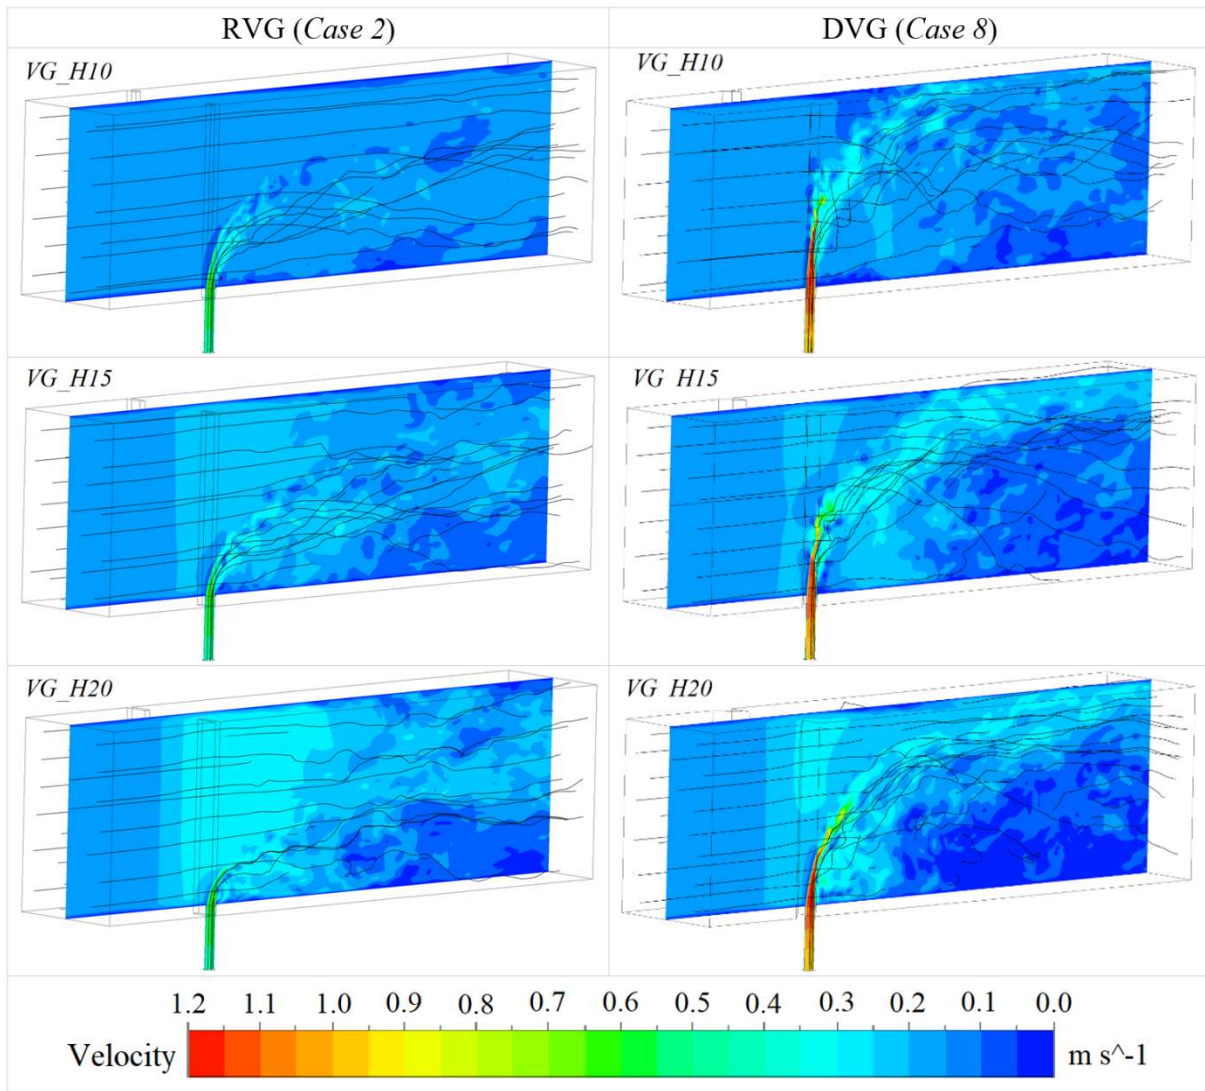 RVG (Case 2)
DVG (Case 8)
VG_H10
VG_H10
VG_H15
VG H15
VG_H20
VG H20
1.2 1.1 1.0 0.9 0.8 0.7 0.6 0.5 0.4 0.3 0.2 0.1 0.0
Velocity m s^-1